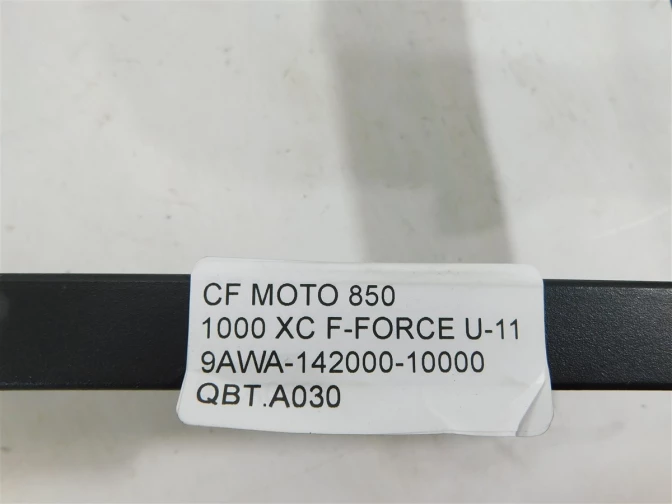 CF MOTO 850
1000 XC F-FORCE U-11
9AWA-142000-10000
QBT.A030